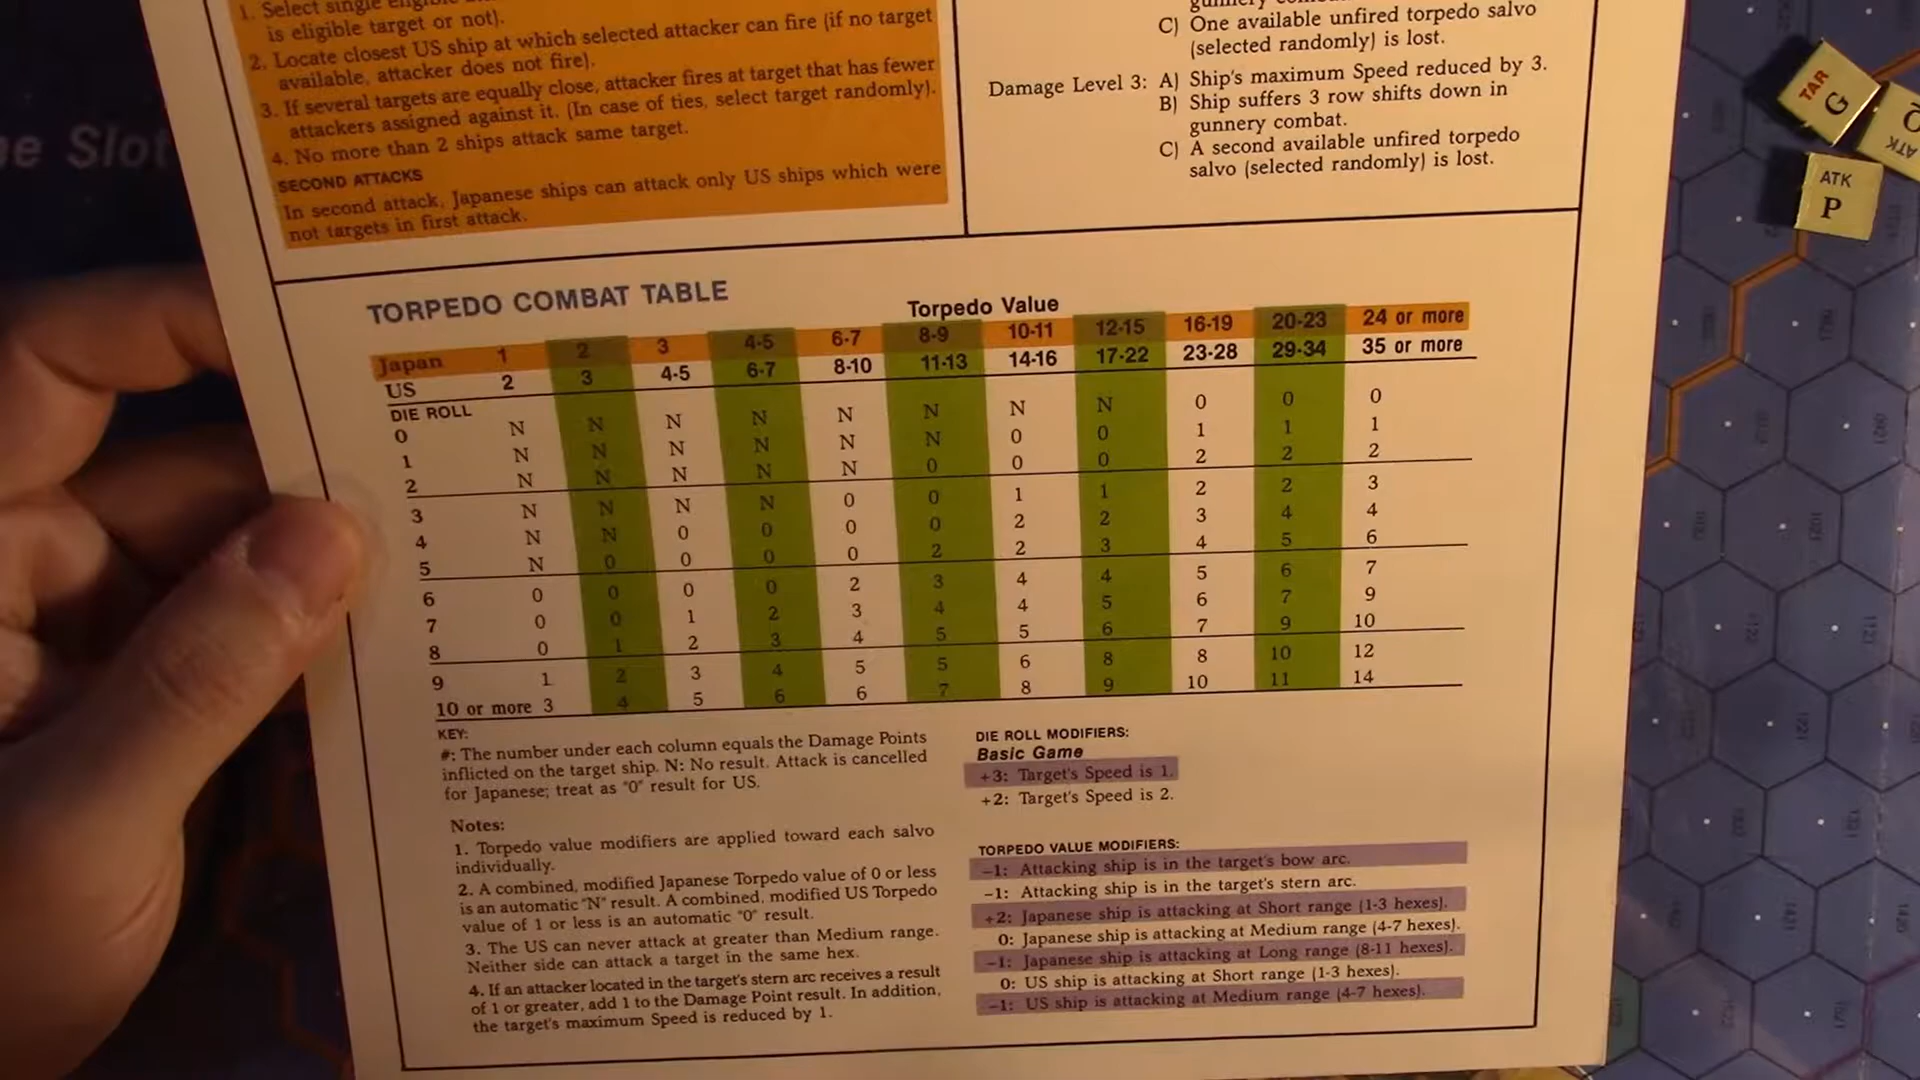 1. Select single
is eligible target or not).
2. Locate closest US ship at which selected attacker can fire (if no target
available, attacker does not fire).
3. If several targets are equally close, attacker fires at target that has fewer
attackers assigned against it. (In case of ties, select target randomly).
4. No more than 2 ships attack same target.
SECOND ATTACKS
In second attack, Japanese ships can attack only US ships which were
not targets in first attack.
C) One available unfired torpedo salvo
(selected randomly) is lost.
Damage Level 3: A) Ship's maximum Speed reduced by 3.
B) Ship suffers 3 row shifts down in
gunnery combat.
C) A second available unfired torpedo
salvo (selected randomly) is lost.
TORPEDO COMBAT TABLE
Torpedo Value
Japan 1 2 3 4-5 6-7 8-9 10-11 12-15 16-19 20-23 24 or more
US 2 3 4-5 6-7 8-10 11-13 14-16 17-22 23-28 29-34 35 or more
DIE ROLL
0 N N N N N N N N 0 0 0
1 N N N N N N 0 0 1 1 1
2 N N N N N 0 0 0 2 2 2
3 N N N N 0 0 1 1 2 2 3
4 N N 0 0 0 0 2 2 3 4 4
5 N 0 0 0 0 2 2 3 4 5 6
6 0 0 0 0 2 3 4 4 5 6 7
7 0 0 1 2 3 4 4 5 6 7 9
8 0 1 2 3 4 5 5 6 7 9 10
9 1 2 3 4 5 5 6 8 8 10 12
10 or more 3 4 5 6 6 7 8 9 10 11 14
KEY:
#: The number under each column equals the Damage Points
inflicted on the target ship. N: No result. Attack is cancelled
for Japanese; treat as "0" result for US.
Notes:
1. Torpedo value modifiers are applied toward each salvo
individually.
2. A combined, modified Japanese Torpedo value of 0 or less
is an automatic "N" result. A combined, modified US Torpedo
value of 1 or less is an automatic "0" result.
3. The US can never attack at greater than Medium range.
Neither side can attack a target in the same hex.
4. If an attacker located in the target's stern arc receives a result
of 1 or greater, add 1 to the Damage Point result. In addition,
the target's maximum Speed is reduced by 1.
DIE ROLL MODIFIERS:
Basic Game
+3: Target's Speed is 1.
+2: Target's Speed is 2.
TORPEDO VALUE MODIFIERS:
-1: Attacking ship is in the target's bow arc.
-1: Attacking ship is in the target's stern arc.
+2: Japanese ship is attacking at Short range (1-3 hexes).
0: Japanese ship is attacking at Medium range (4-7 hexes).
-1: Japanese ship is attacking at Long range (8-11 hexes).
0: US ship is attacking at Short range (1-3 hexes).
-1: US ship is attacking at Medium range (4-7 hexes).
Slot
TAR
G
ATK
ATK
P